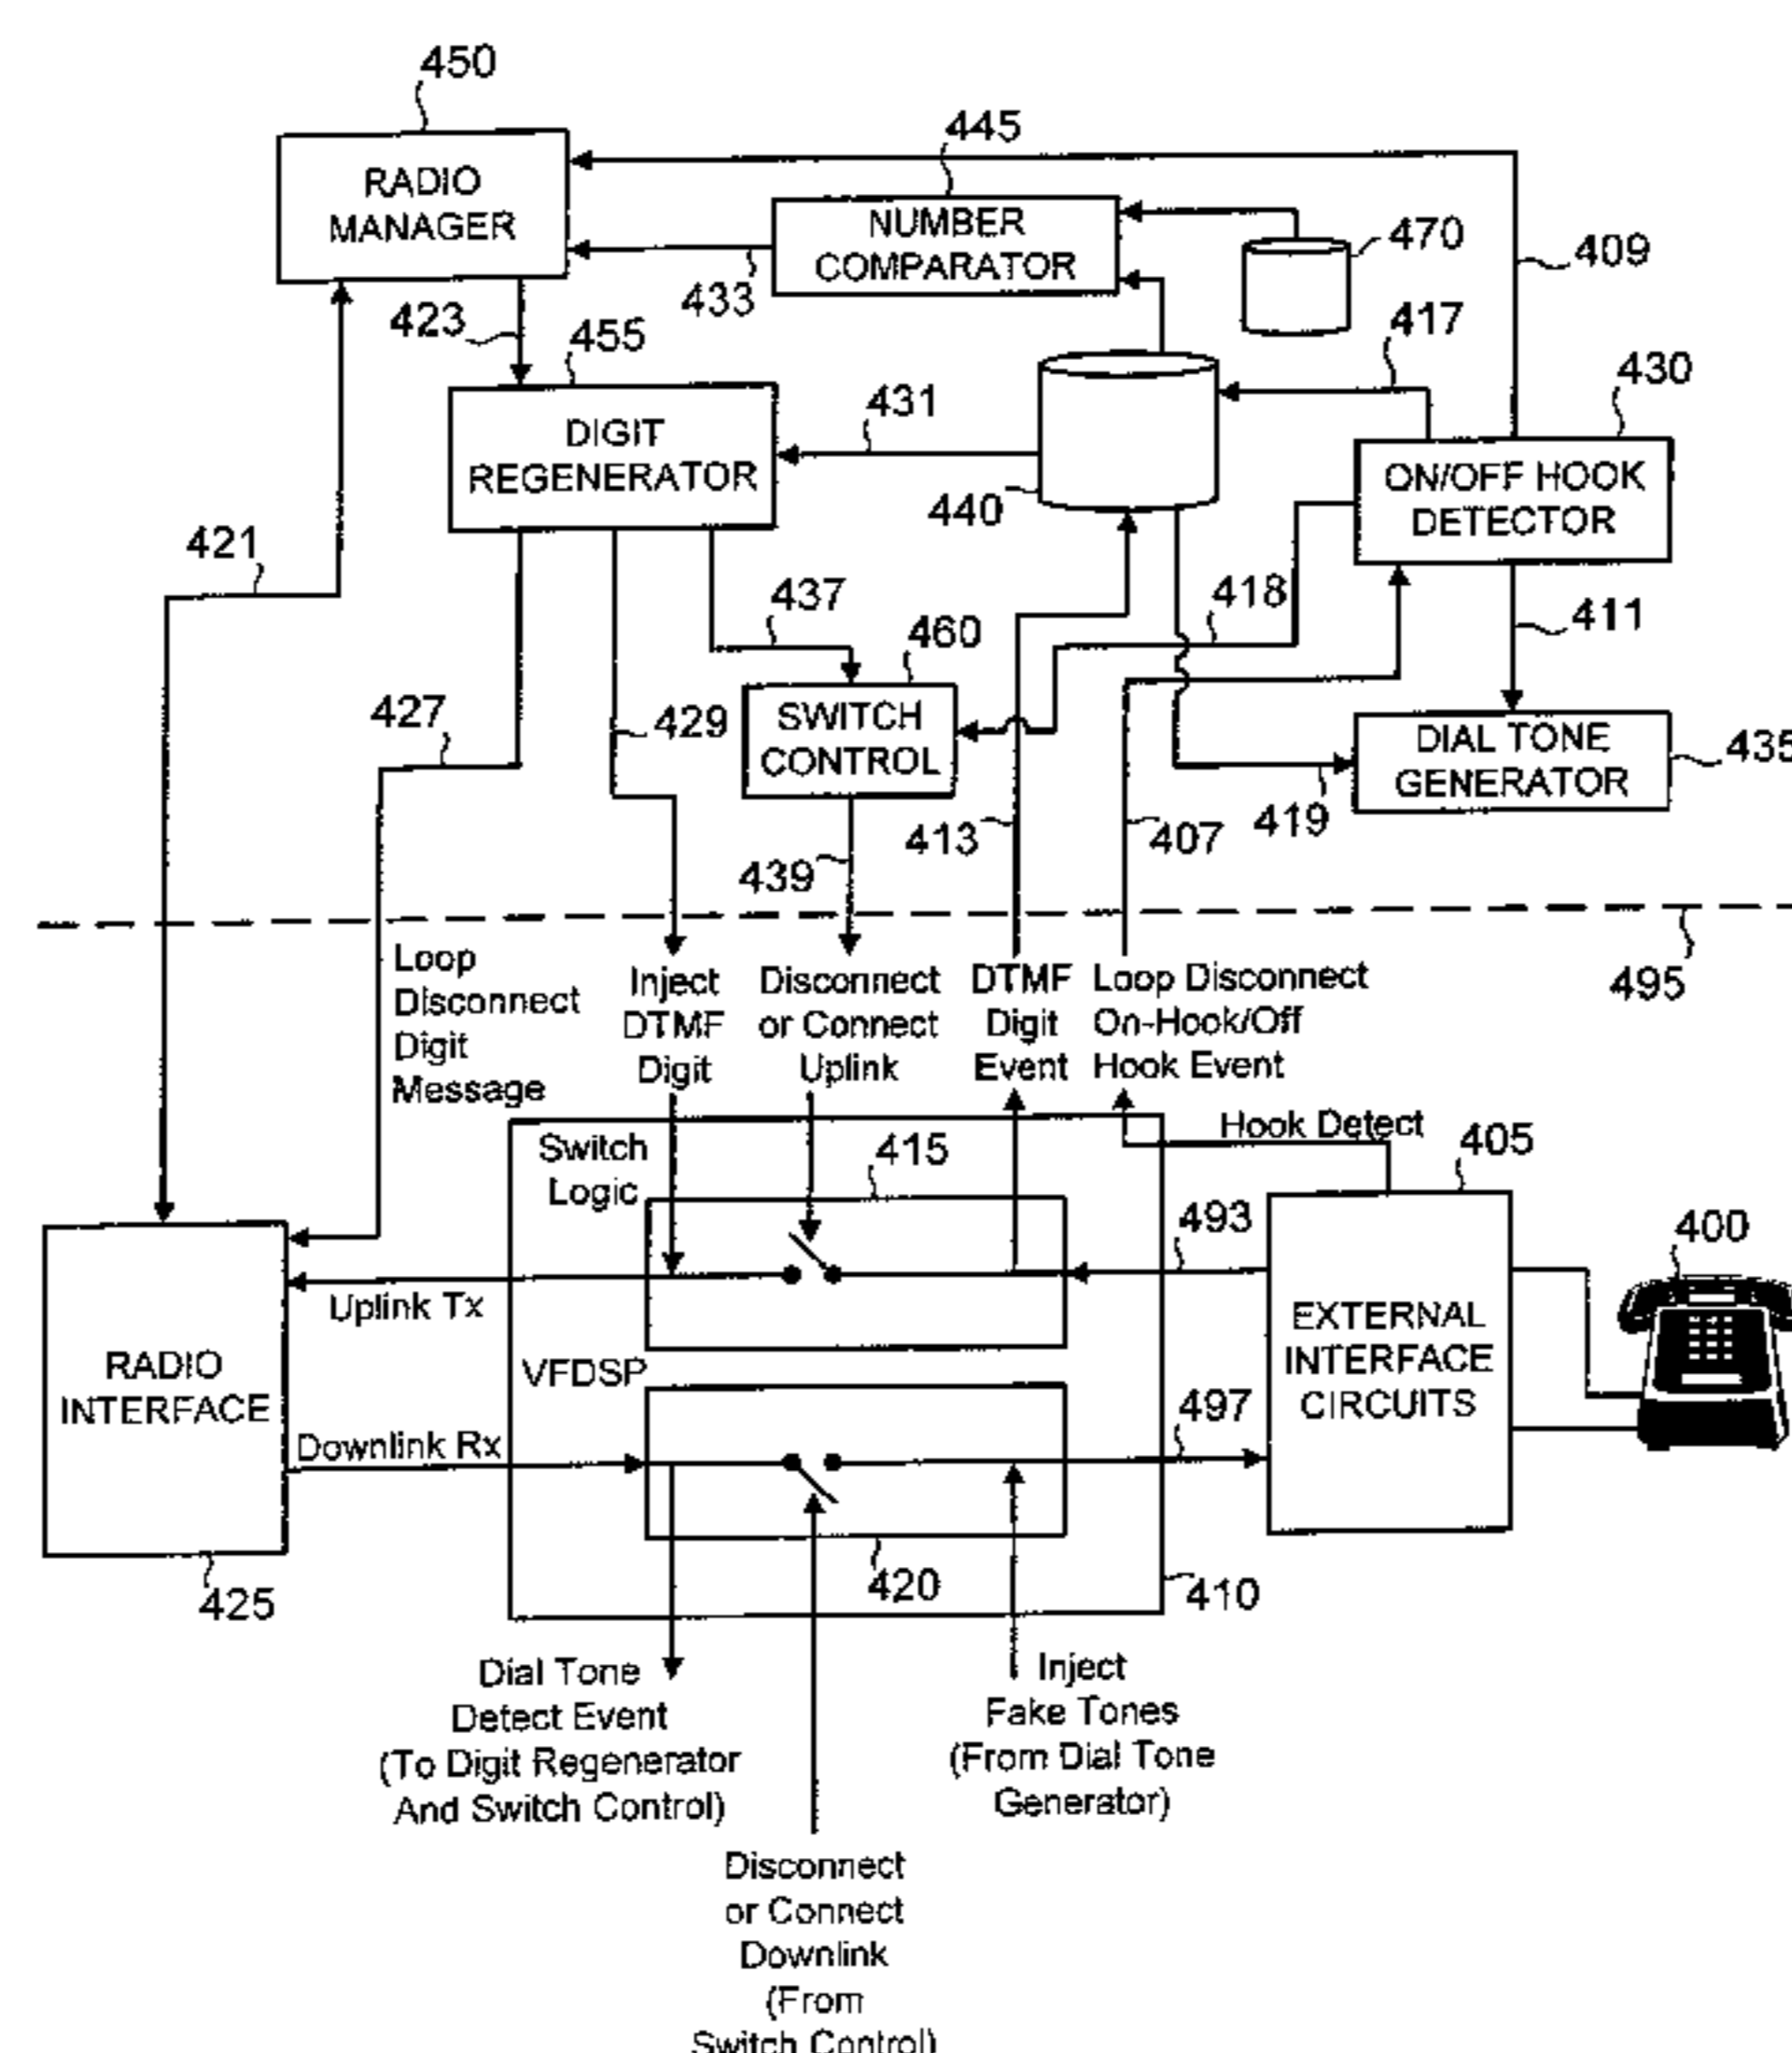 450
RADIO
MANAGER
445
NUMBER
COMPARATOR
470
409
433
423
455
417
430
DIGIT
REGENERATOR
431
440
ON/OFF HOOK
DETECTOR
421
437
460
418
411
427
429
SWITCH
CONTROL
DIAL TONE
GENERATOR
435
439
413
407
419
495
Loop
Disconnect
Digit
Message
Inject
DTMF
Digit
Disconnect
or Connect
Uplink
DTMF
Digit
Event
Loop Disconnect
On-Hook/Off
Hook Event
Hook Detect
405
Switch
Logic
415
493
400
Uplink Tx
RADIO
INTERFACE
VFDSP
EXTERNAL
INTERFACE
CIRCUITS
497
Downlink Rx
425
420
410
Dial Tone
Detect Event
(To Digit Regenerator
And Switch Control)
Inject
Fake Tones
(From Dial Tone
Generator)
Disconnect
or Connect
Downlink
(From
Switch Control)